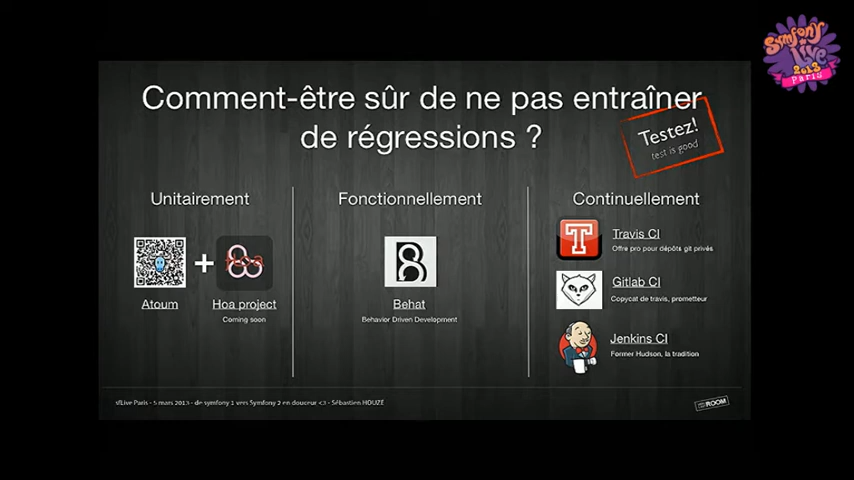 Symfony
Live
2013
Paris
Comment-être sûr de ne pas entraîner
de régressions ?
Testez!
test is good
Unitairement
Fonctionnellement
Continuellement
Atoum
+
Hoa project
Coming soon
Behat
Behavior Driven Development
Travis CI
Offre pro pour dépôts git privés
Gitlab CI
Copycat de travis, prometteur
Jenkins CI
Former Hudson, la tradition
sfLive Paris - 5 mars 2013 - de symfony 1 vers Symfony 2 en douceur <3 - Sébastien HOUZÉ
ROOM